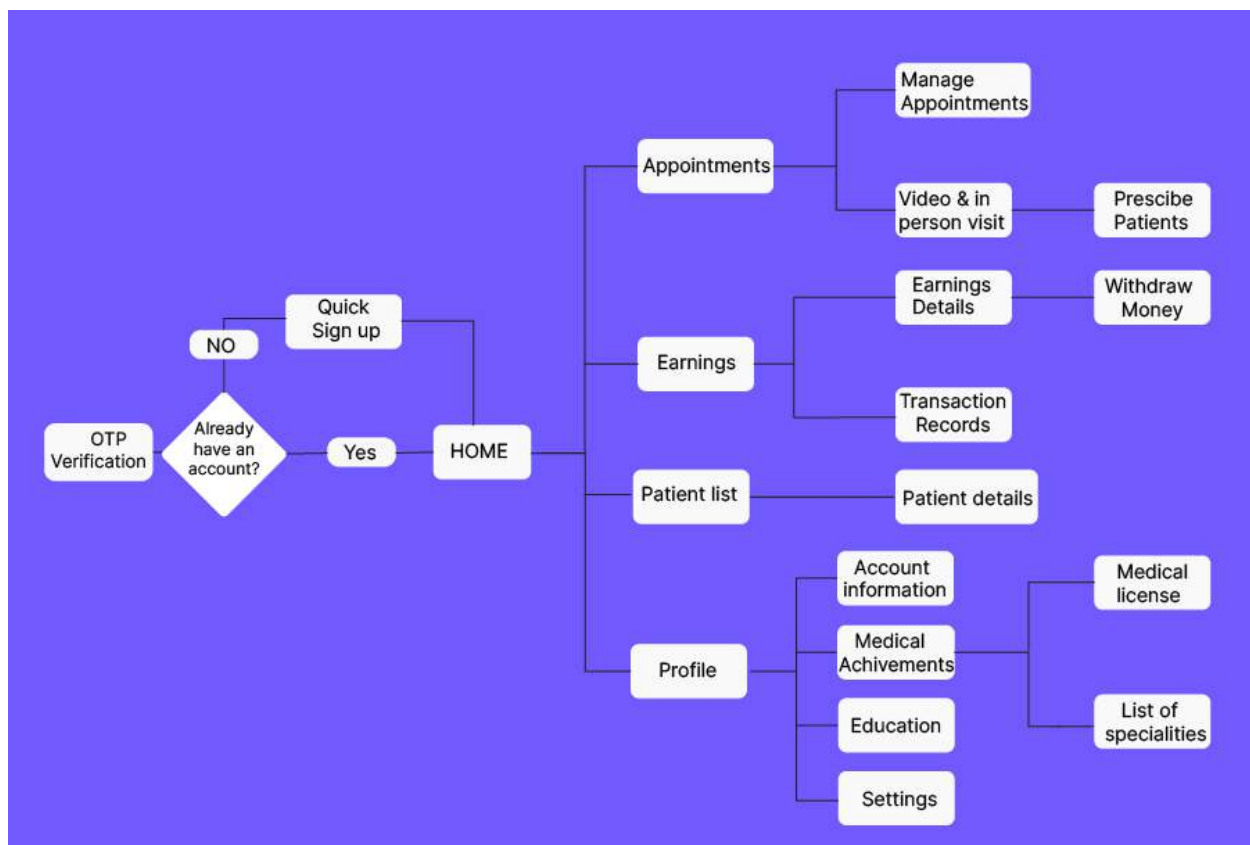 OTP
Verification
Already
have an
account?
NO
Quick
Sign up
Yes
HOME
Appointments
Manage
Appointments
Video & in
person visit
Prescibe
Patients
Earnings
Earnings
Details
Withdraw
Money
Transaction
Records
Patient list
Patient details
Profile
Account
information
Medical
Achivements
Medical
license
List of
specialities
Education
Settings